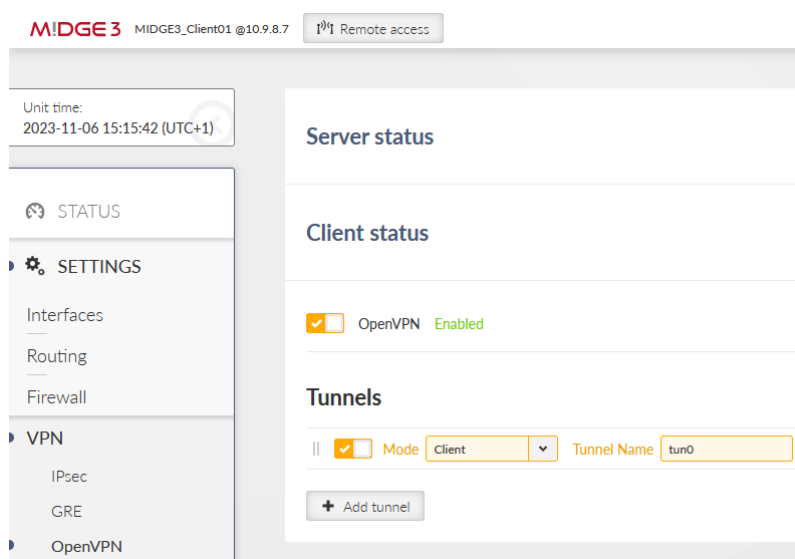 M!DGE 3 MIDGE3_Client01 @10.9.8.7 Remote access
Unit time:
2023-11-06 15:15:42 (UTC+1)
Server status
STATUS
Client status
SETTINGS
Interfaces
OpenVPN Enabled
Routing
Firewall
Tunnels
VPN
Mode Client Tunnel Name tun0
IPsec
GRE
Add tunnel
OpenVPN